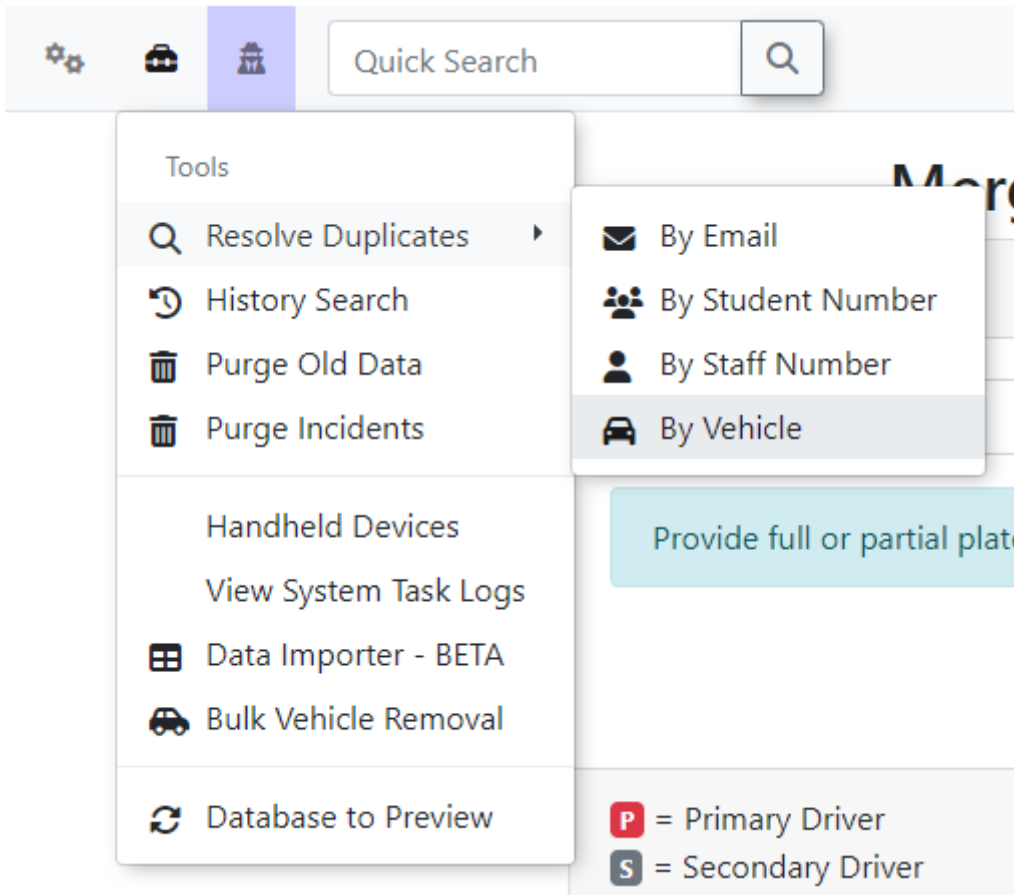 Quick Search
Tools
Resolve Duplicates
History Search
Purge Old Data
Purge Incidents
Handheld Devices
View System Task Logs
Data Importer - BETA
Bulk Vehicle Removal
Database to Preview
By Email
By Student Number
By Staff Number
By Vehicle
Provide full or partial
P = Primary Driver
S = Secondary Driver